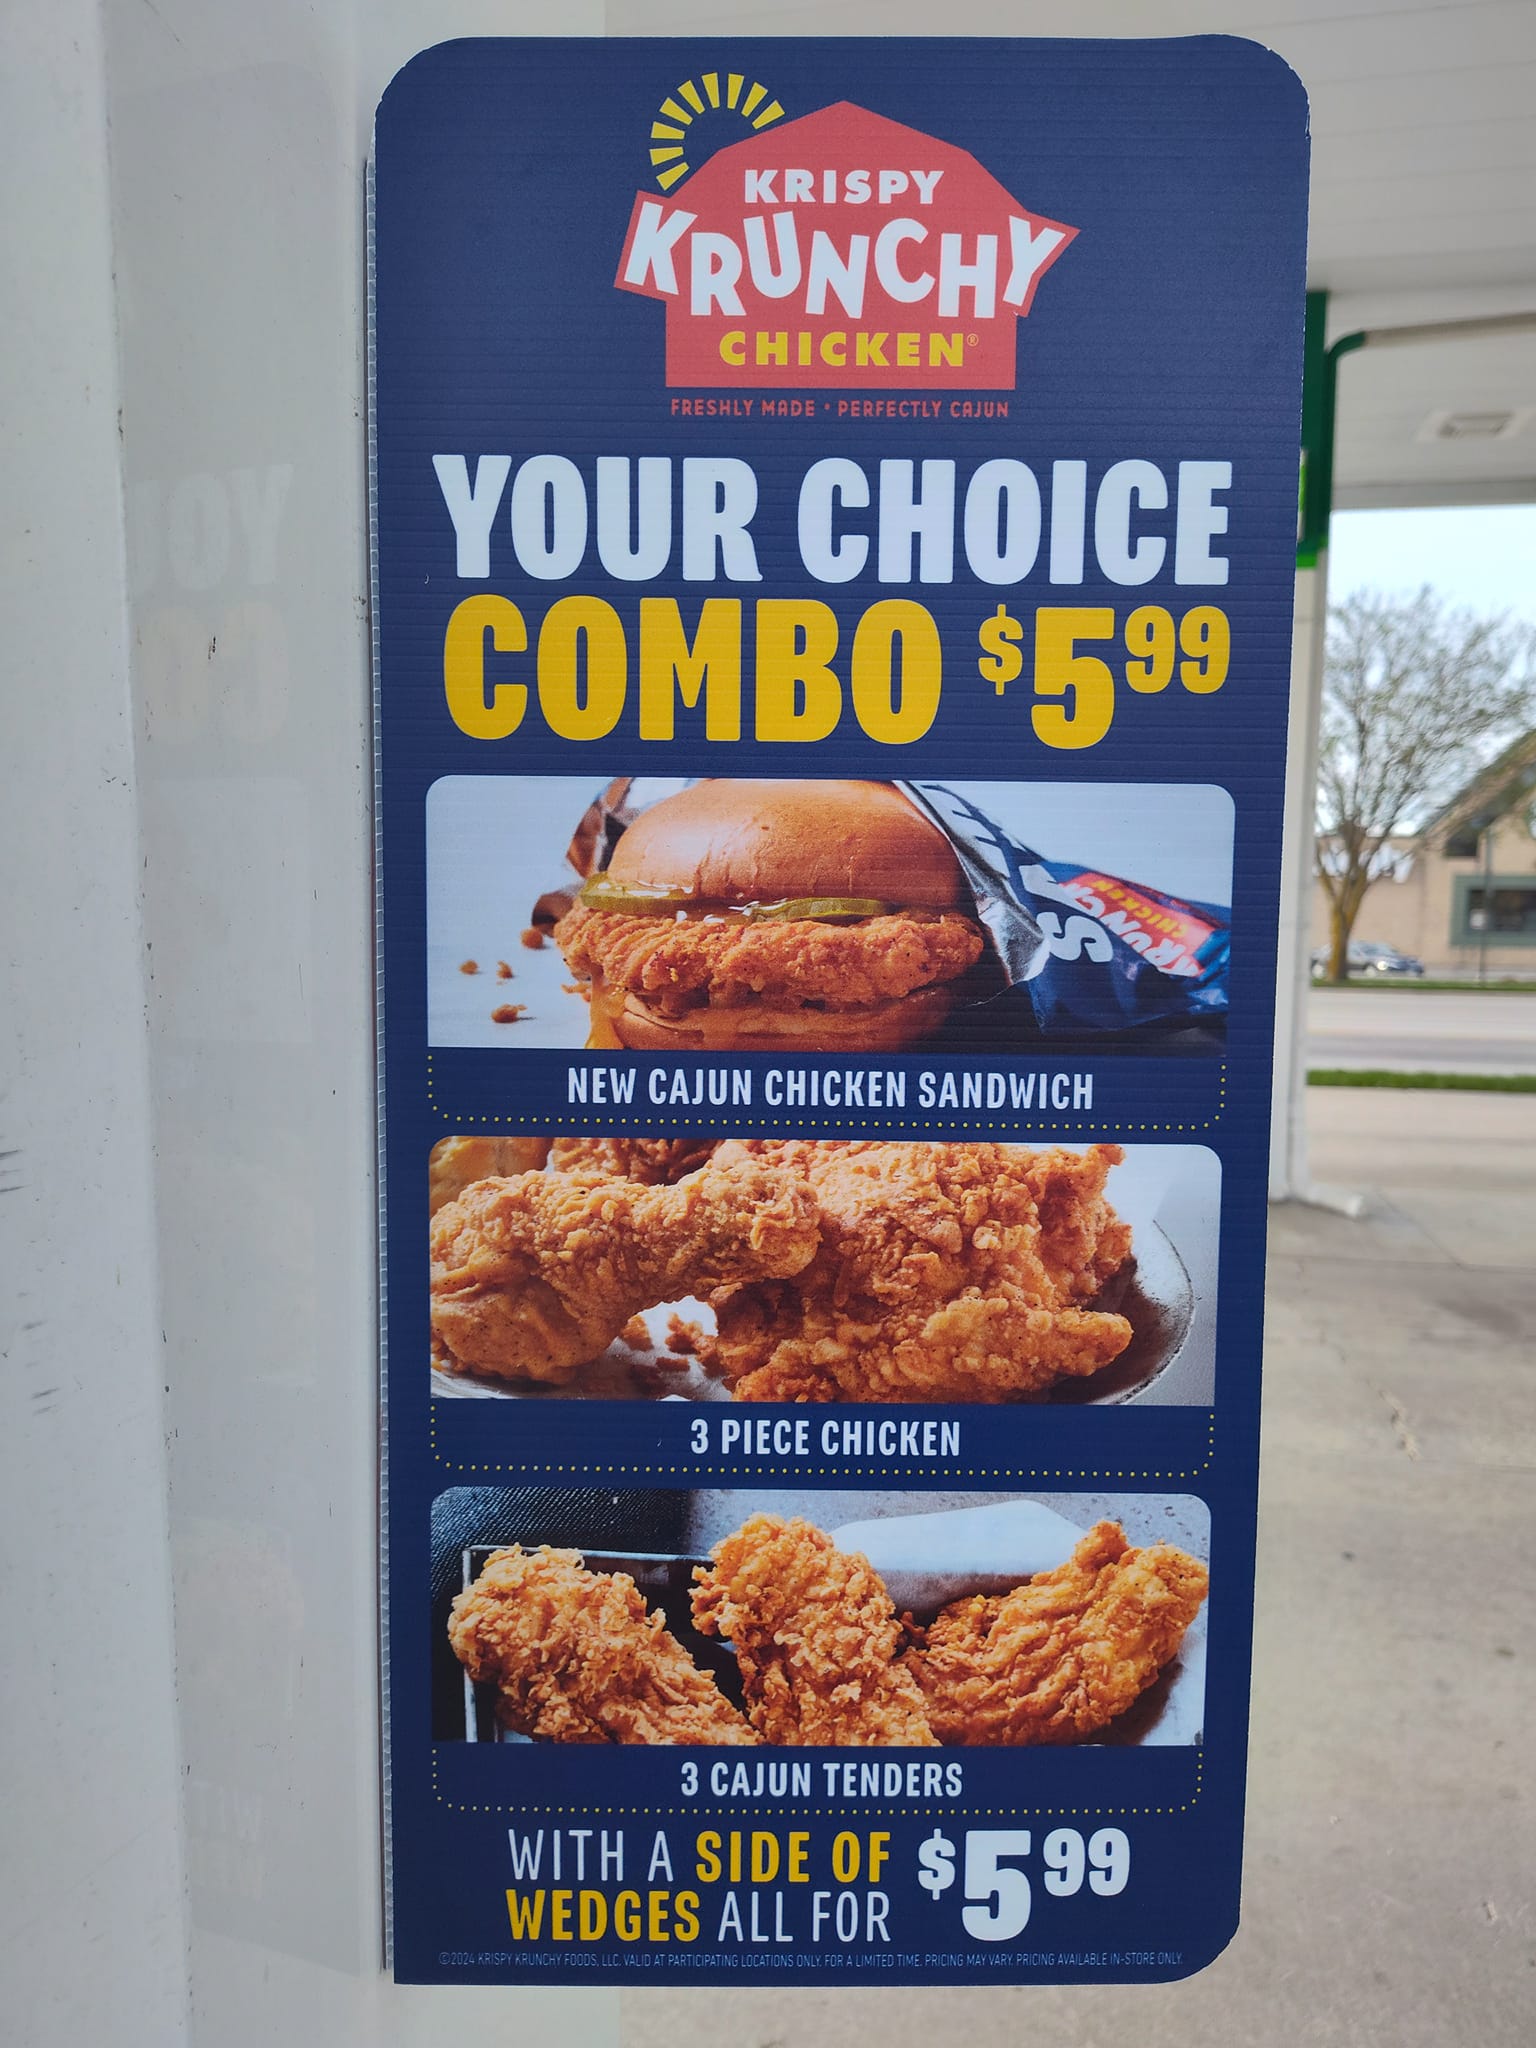 KRISPY
KRUNCHY
CHICKEN®
FRESHLY MADE • PERFECTLY CAJUN
YOUR CHOICE
COMBO $5.99
KRUNCHY
CHICKEN
NEW CAJUN CHICKEN SANDWICH
3 PIECE CHICKEN
3 CAJUN TENDERS
WITH A SIDE OF
WEDGES ALL FOR
$5.99
©2024 KRISPY KRUNCHY FOODS, LLC. VALID AT PARTICIPATING LOCATIONS ONLY. FOR A LIMITED TIME. PRICING MAY VARY. PRICING AVAILABLE IN-STORE ONLY.